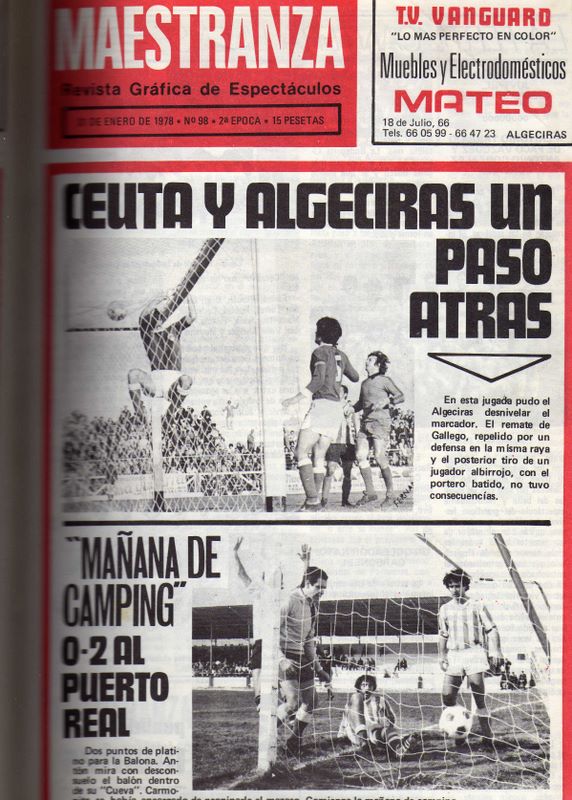 MAESTRANZA
Revista Gráfica de Espectáculos
DE ENERO DE 1978 • Nº 98 • 2ª EPOCA • 15 PESETAS
T.V. VANGUARD
"LO MAS PERFECTO EN COLOR"
Muebles y Electrodomésticos
MATEO
18 de Julio, 66
Tels. 66 05 99 - 66 47 23 ALGECIRAS
CEUTA Y ALGECIRAS UN
PASO
ATRAS
En esta jugada pudo el
Algeciras desnivelar el
marcador. El remate de
Gallego, repelido por un
defensa en la misma raya
y el posterior tiro de un
jugador albirrojo, con el
portero batido, no tuvo
consecuencías.
"MAÑANA DE
CAMPING"
0-2 AL
PUERTO
REAL
Dos puntos de plati-
no para la Balona. An-
tón mira con descon-
suelo el balón dentro
de su "Cueva". Carmo-